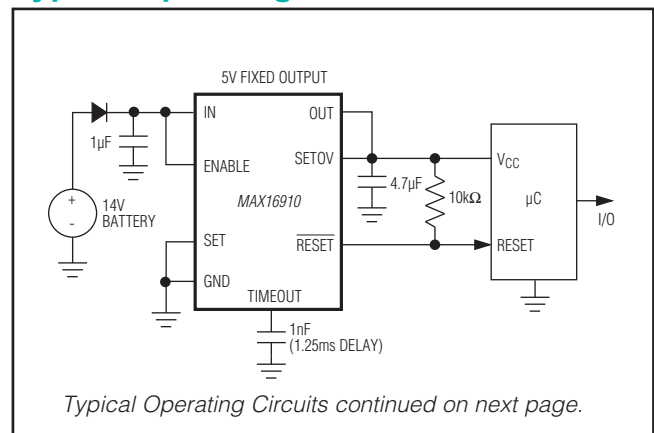 5V FIXED OUTPUT
IN
OUT
1µF
ENABLE
SETOV
VCC
4.7µF
10kΩ
µC
I/O
+
14V
BATTERY
-
MAX16910
SET
RESET
RESET
GND
TIMEOUT
1nF
(1.25ms DELAY)
Typical Operating Circuits continued on next page.